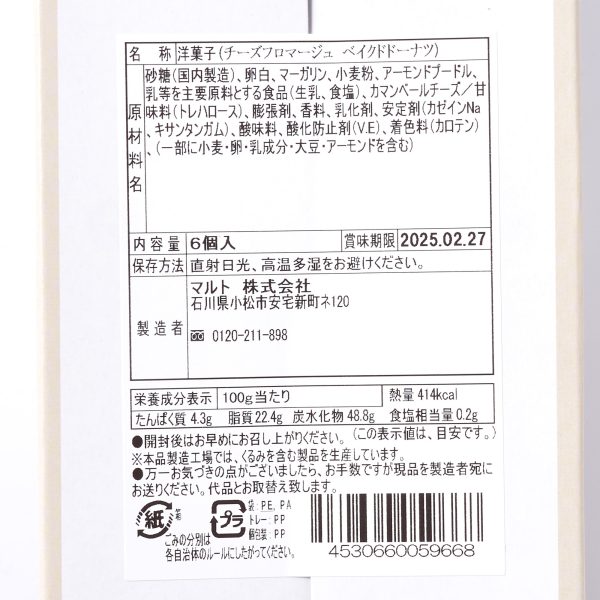 名 称 洋菓子(チーズフロマージュ ベイクドドーナツ)
原材料名
砂糖(国内製造)、卵白、マーガリン、小麦粉、アーモンドプードル、
乳等を主要原料とする食品(生乳、食塩)、カマンベールチーズ/甘
味料(トレハロース)、膨張剤、香料、乳化剤、安定剤(カゼインNa
、キサンタンガム)、酸味料、酸化防止剤(V.E)、着色料(カロテン)
、(一部に小麦・卵・乳成分・大豆・アーモンドを含む)
内容量 6個入 賞味期限 2025.02.27
保存方法 直射日光、高温多湿をお避けください。
製造者
マルト 株式会社
石川県小松市安宅新町ネ120
0120-211-898
栄養成分表示 100g当たり 熱量 414kcal
たんぱく質 4.3g 脂質 22.4g 炭水化物 48.8g 食塩相当量 0.2g
●開封後はお早めにお召し上がりください。(この表示値は、目安です。)
※本品製造工場では、くるみを含む製品を生産しています。
●万一お気づきの点がございましたら、お手数ですが現品を製造者宛に
お送りください。代品とお取替え致します。
紙 箱
プラ
袋:PE, PA
トレー:PP
個包装:PP
ごみの分別は
各自治体のルールにしたがってください。
4530660059668